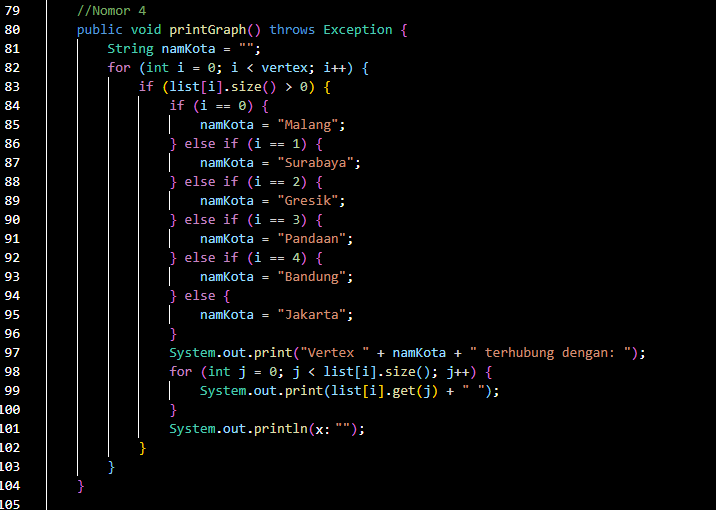 79 //Nomor 4
80 public void printGraph() throws Exception {
81 String namKota = "";
82 for (int i = 0; i < vertex; i++) {
83 if (list[i].size() > 0) {
84 if (i == 0) {
85 namKota = "Malang";
86 } else if (i == 1) {
87 namKota = "Surabaya";
88 } else if (i == 2) {
89 namKota = "Gresik";
90 } else if (i == 3) {
91 namKota = "Pandaan";
92 } else if (i == 4) {
93 namKota = "Bandung";
94 } else {
95 namKota = "Jakarta";
96 }
97 System.out.print("Vertex " + namKota + " terhubung dengan: ");
98 for (int j = 0; j < list[i].size(); j++) {
99 System.out.print(list[i].get(j) + " ");
100 }
101 System.out.println(x: "");
102 }
103 }
104 }
105